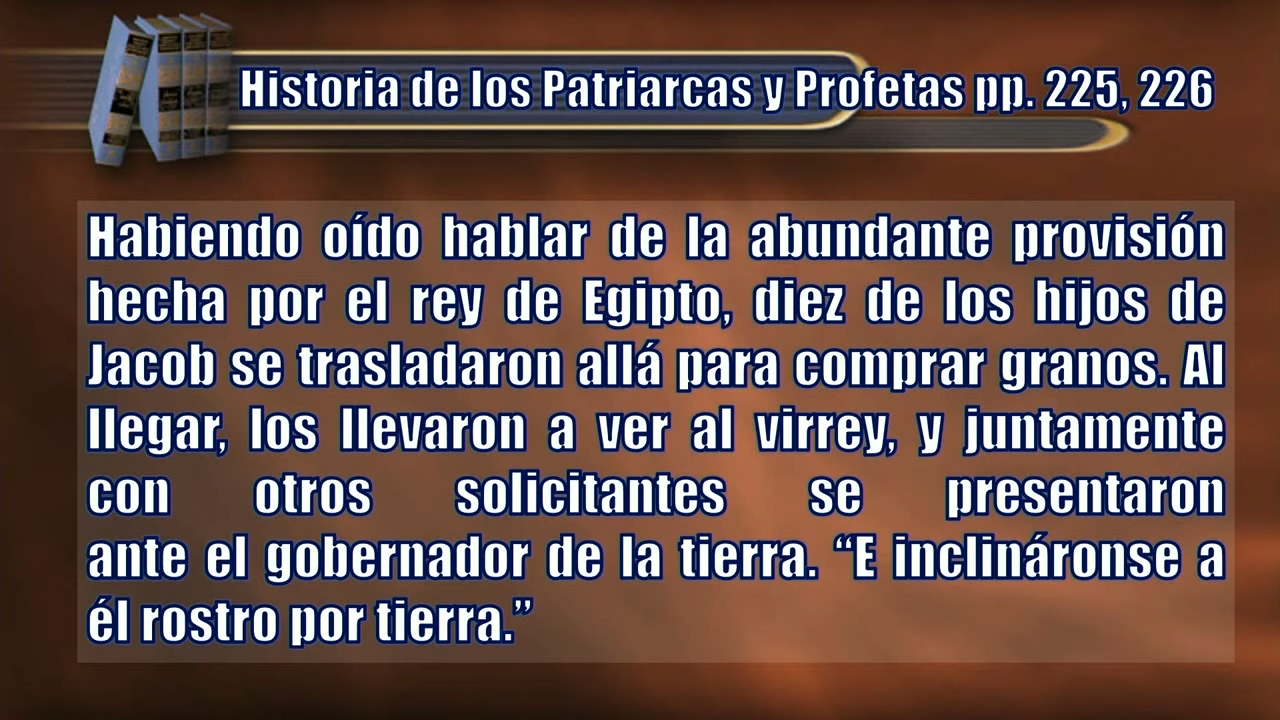 Historia de los Patriarcas y Profetas pp. 225, 226
Habiendo oído hablar de la abundante provisión
hecha por el rey de Egipto, diez de los hijos de
Jacob se trasladaron allá para comprar granos. Al
llegar, los llevaron a ver al virrey, y juntamente
con otros solicitantes se presentaron
ante el gobernador de la tierra. “E inclináronse a
él rostro por tierra.”